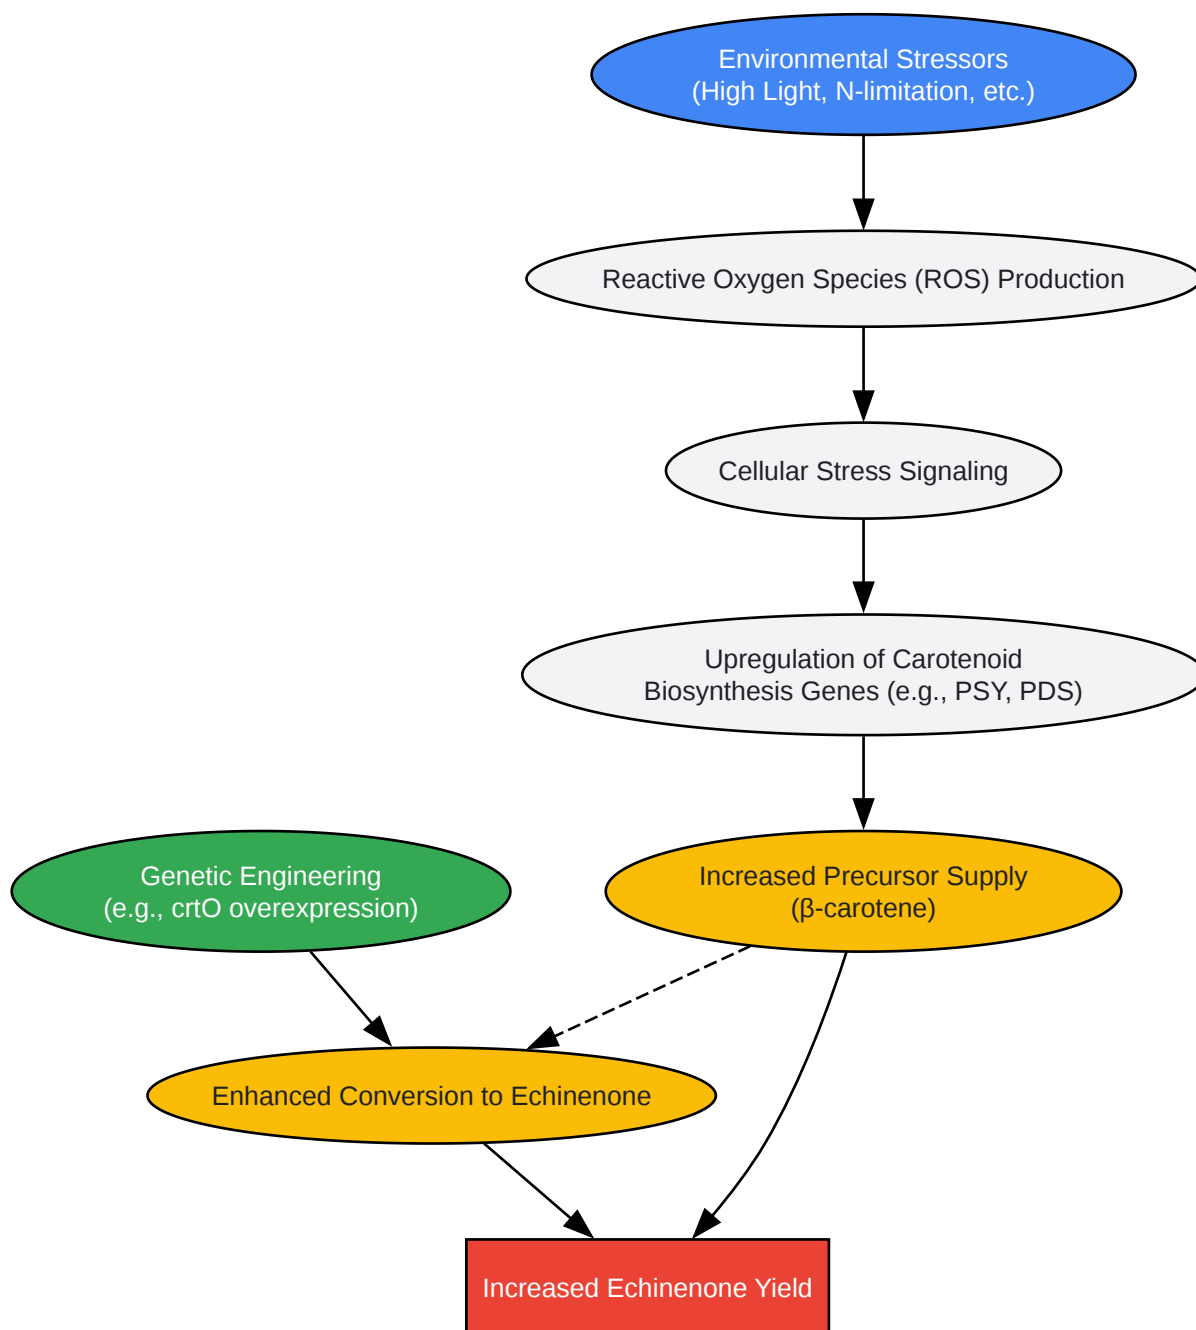 Environmental Stressors
(High Light, N-limitation, etc.)
Reactive Oxygen Species (ROS) Production
Cellular Stress Signaling
Upregulation of Carotenoid
Biosynthesis Genes (e.g., PSY, PDS)
Genetic Engineering
(e.g., crtO overexpression)
Increased Precursor Supply
(β-carotene)
Enhanced Conversion to Echinenone
Increased Echinenone Yield